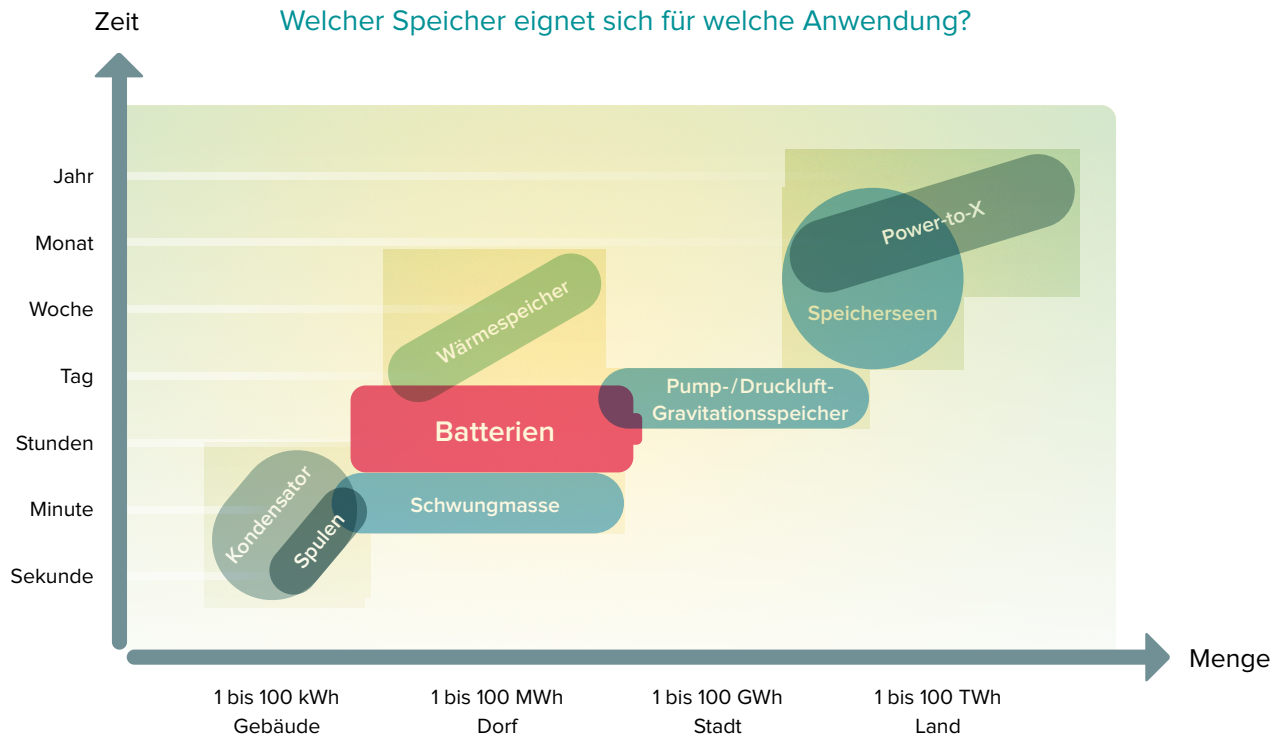 Welcher Speicher eignet sich für welche Anwendung?
Zeit
Jahr
Monat
Woche
Tag
Stunden
Minute
Sekunde
Power-to-X
Speicherseen
Wärmespeicher
Pump-/Druckluft-
Gravitationsspeicher
Batterien
Schwungmasse
Kondensator
Spulen
Menge
1 bis 100 kWh
Gebäude
1 bis 100 MWh
Dorf
1 bis 100 GWh
Stadt
1 bis 100 TWh
Land